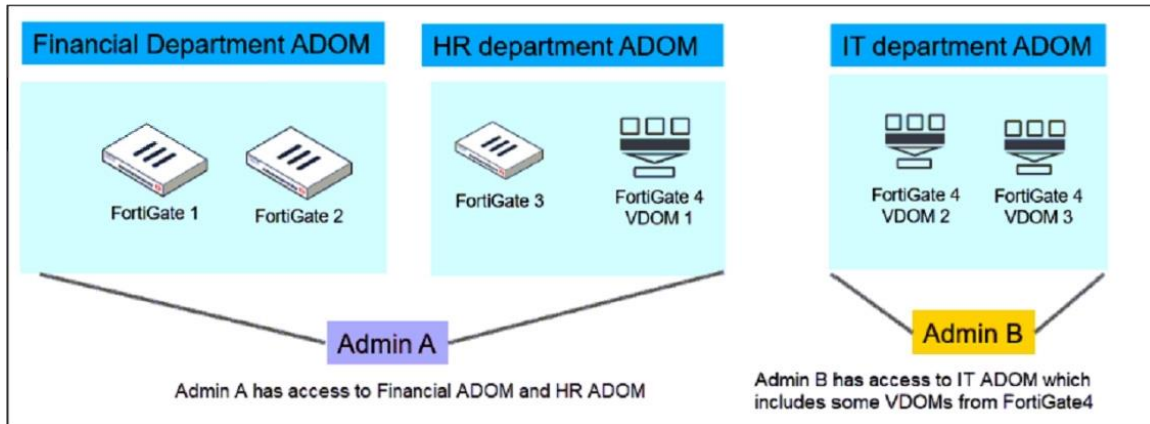 Financial Department ADOM
HR department ADOM
IT department ADOM
FortiGate 1
FortiGate 2
FortiGate 3
FortiGate 4
VDOM 1
FortiGate 4
VDOM 2
FortiGate 4
VDOM 3
Admin A
Admin B
Admin A has access to Financial ADOM and HR ADOM
Admin B has access to IT ADOM which
includes some VDOMs from FortiGate4